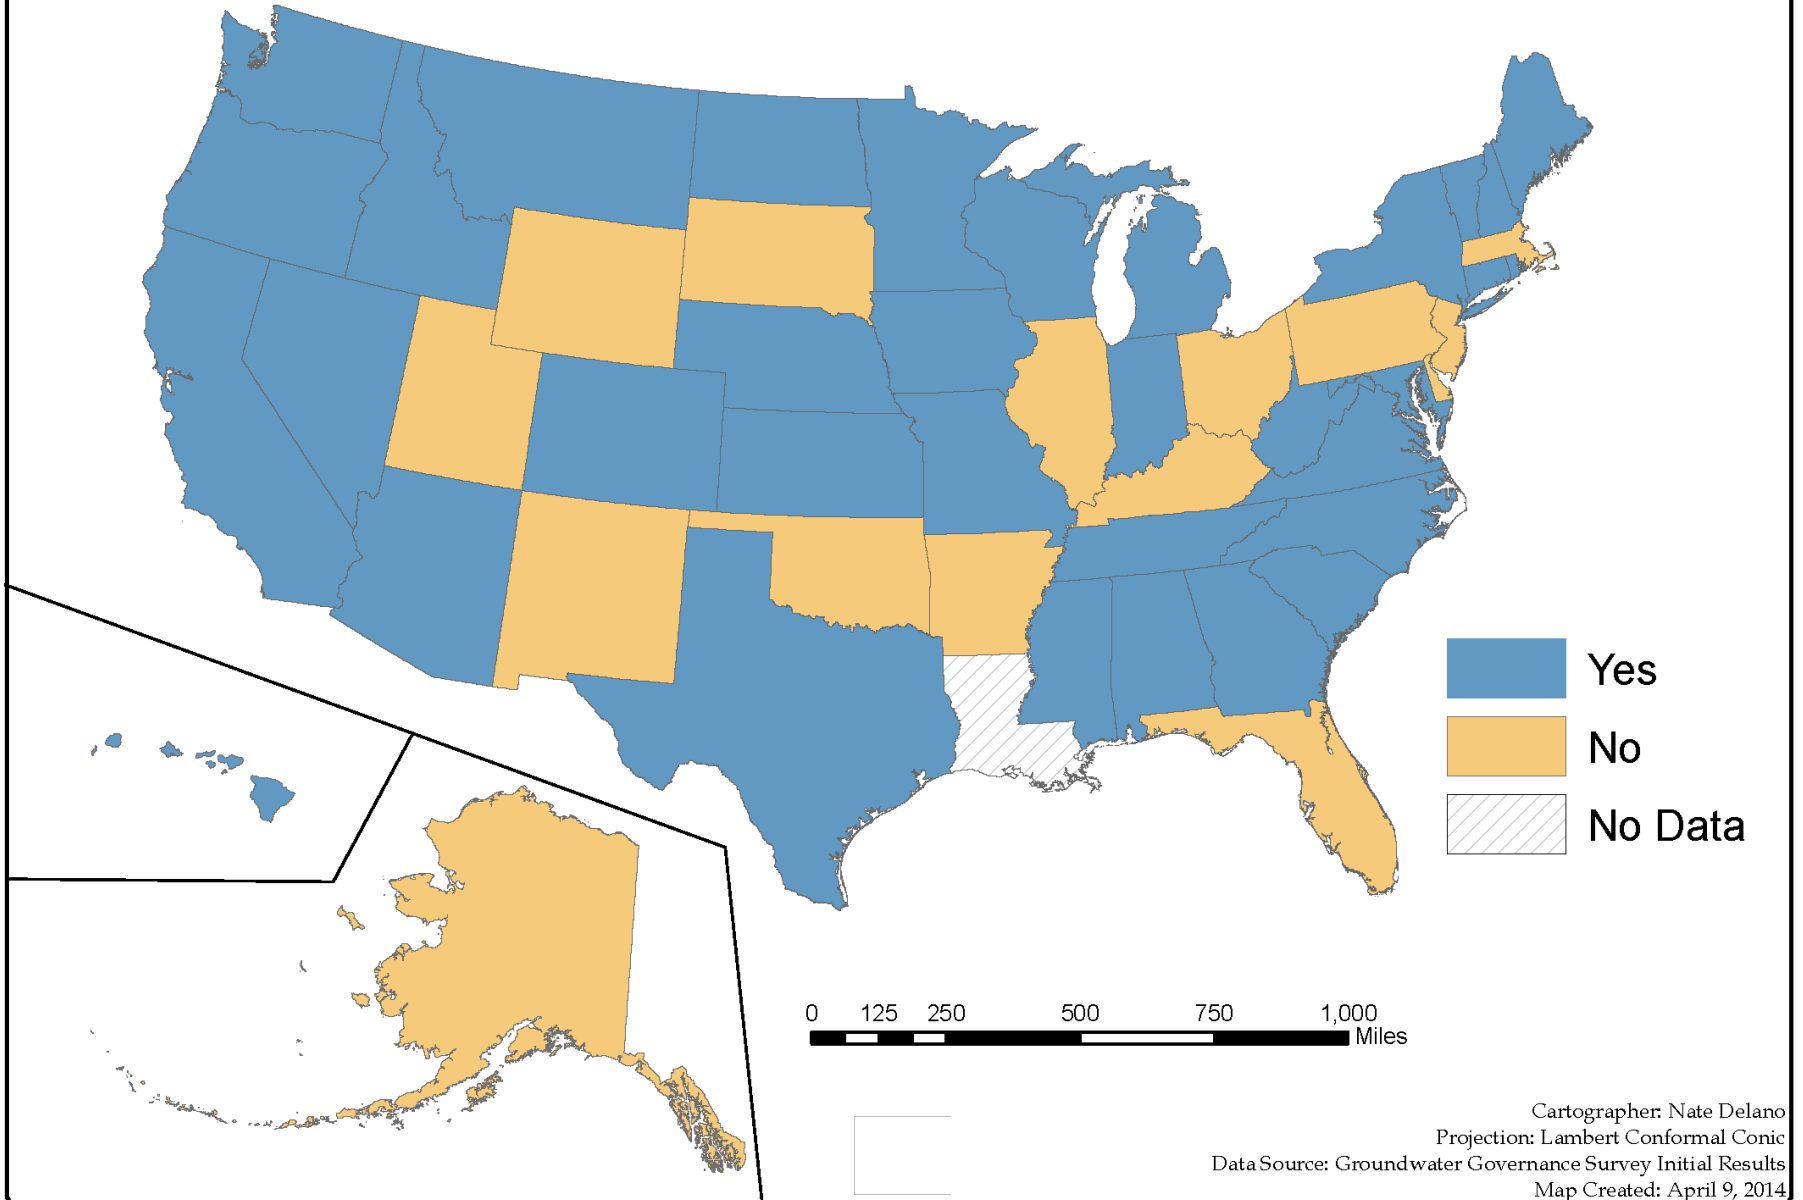 Yes
No
No Data
0 125 250 500 750 1,000
Miles
Cartographer: Nate Delano
Projection: Lambert Conformal Conic
Data Source: Groundwater Governance Survey Initial Results
Map Created: April 9, 2014